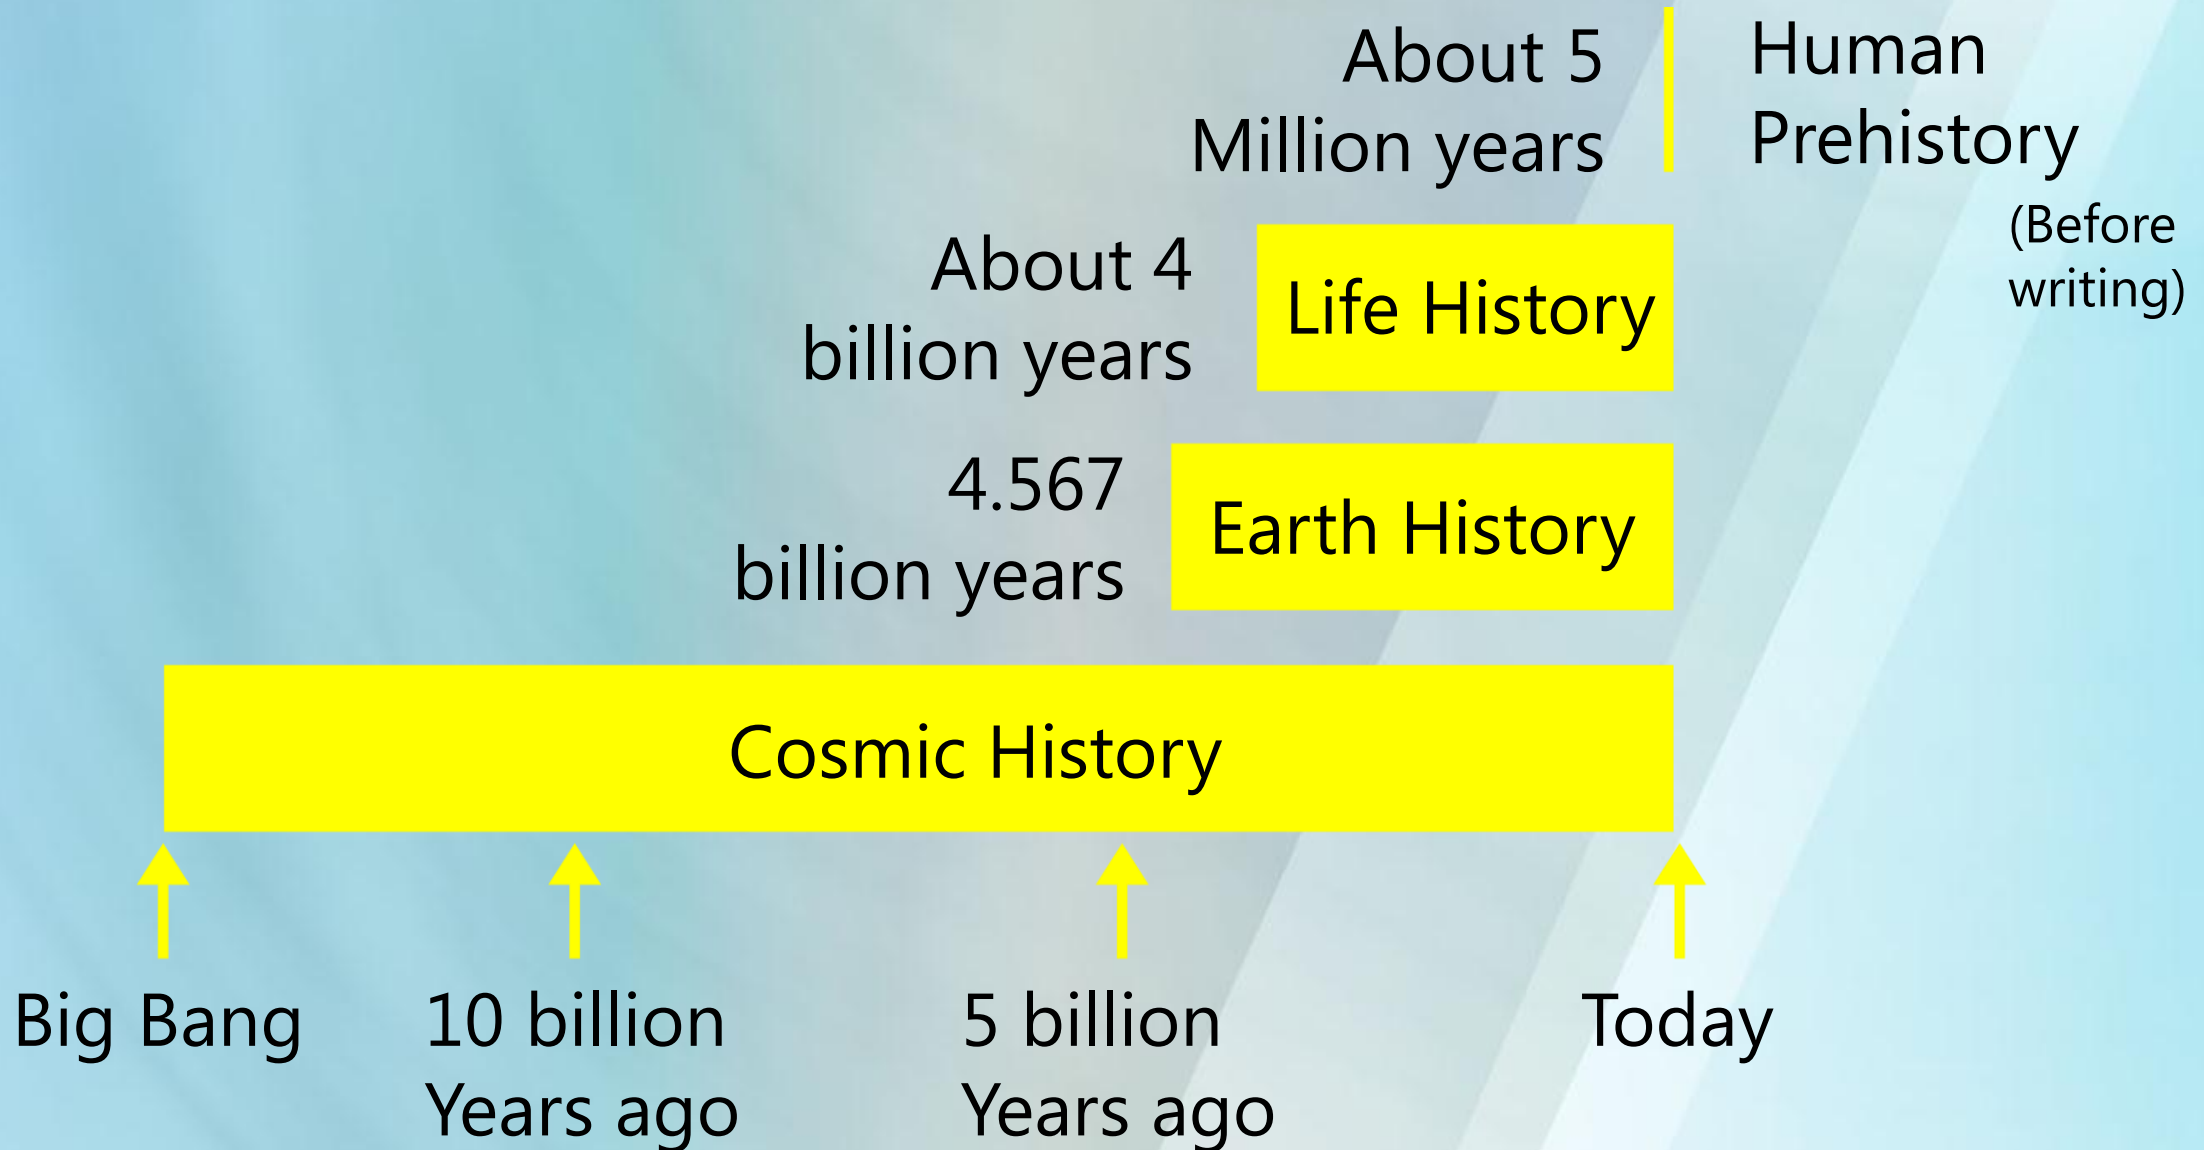 About 5
Million years
Human
Prehistory
(Before
writing)
About 4
billion years
Life History
4.567
billion years
Earth History
Cosmic History
Big Bang
10 billion
Years ago
5 billion
Years ago
Today